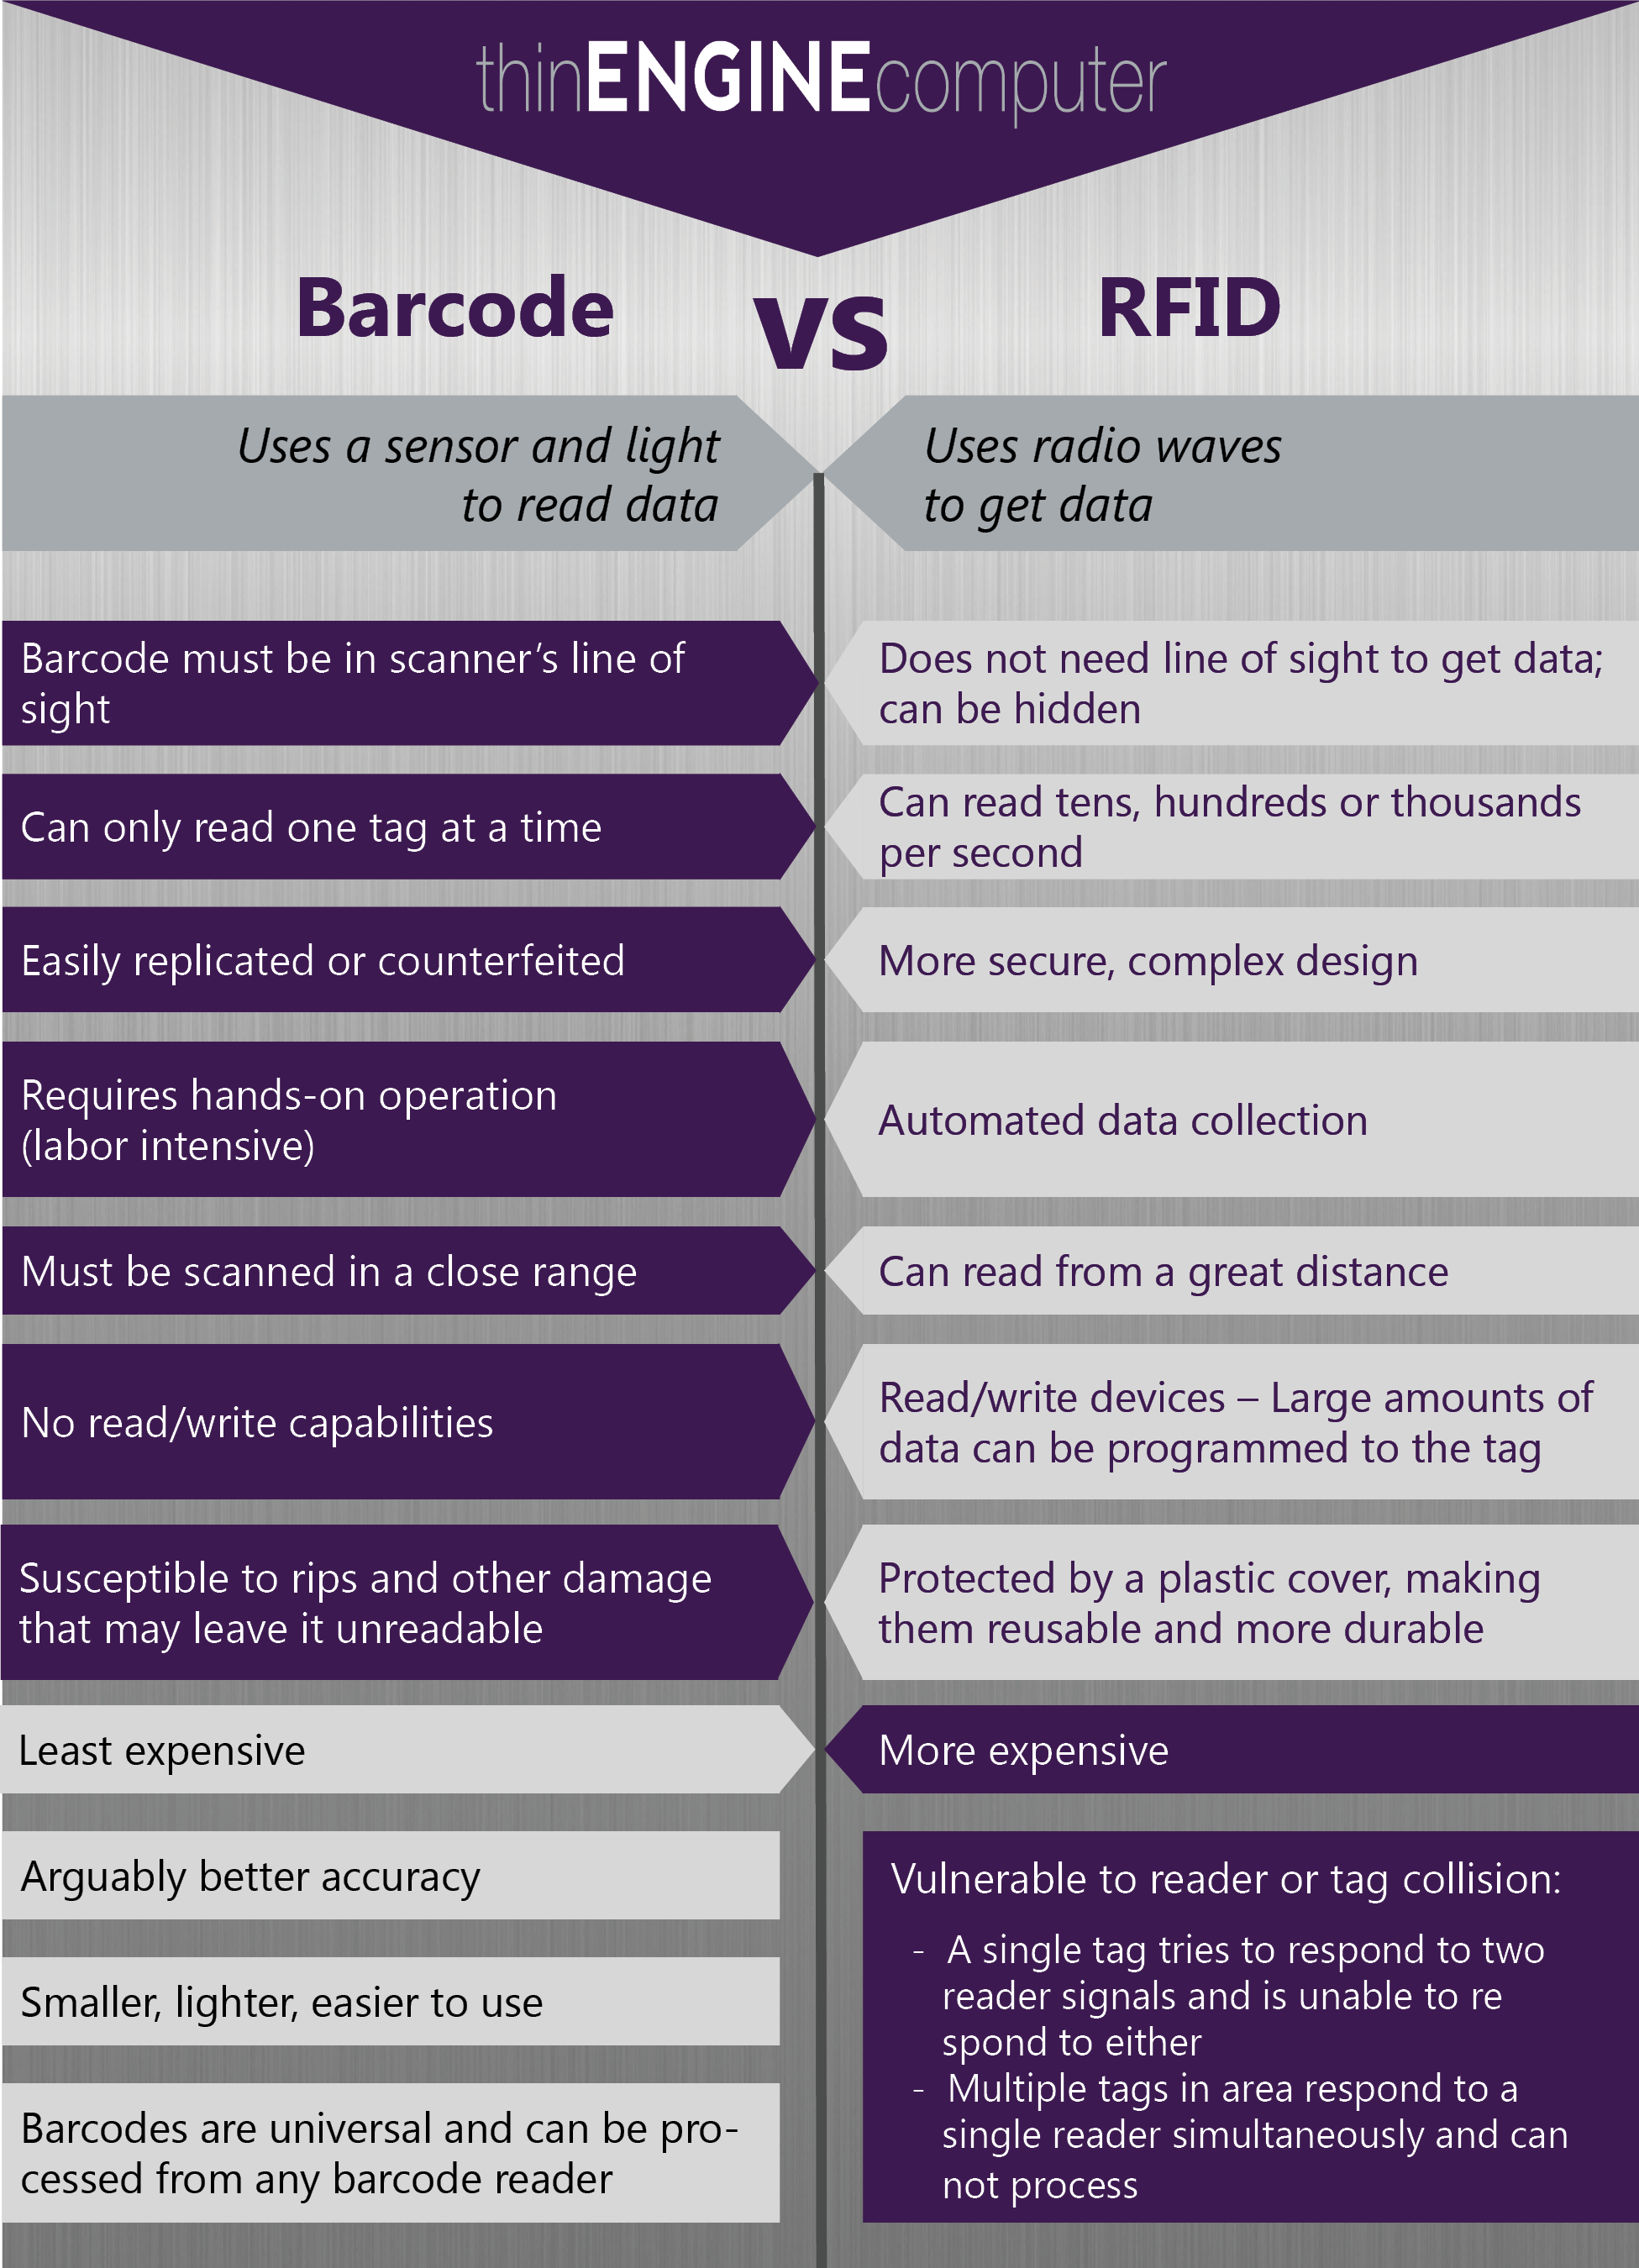 thinENGINEcomputer
Barcode vs RFID
Uses a sensor and light
to read data
Uses radio waves
to get data
Barcode must be in scanner’s line of
sight
Does not need line of sight to get data;
can be hidden
Can only read one tag at a time
Can read tens, hundreds or thousands
per second
Easily replicated or counterfeited
More secure, complex design
Requires hands-on operation
(labor intensive)
Automated data collection
Must be scanned in a close range
Can read from a great distance
No read/write capabilities
Read/write devices – Large amounts of
data can be programmed to the tag
Susceptible to rips and other damage
that may leave it unreadable
Protected by a plastic cover, making
them reusable and more durable
Least expensive
More expensive
Arguably better accuracy
Smaller, lighter, easier to use
Barcodes are universal and can be pro-
cessed from any barcode reader
Vulnerable to reader or tag collision:
- A single tag tries to respond to two
reader signals and is unable to re
spond to either
- Multiple tags in area respond to a
single reader simultaneously and can
not process